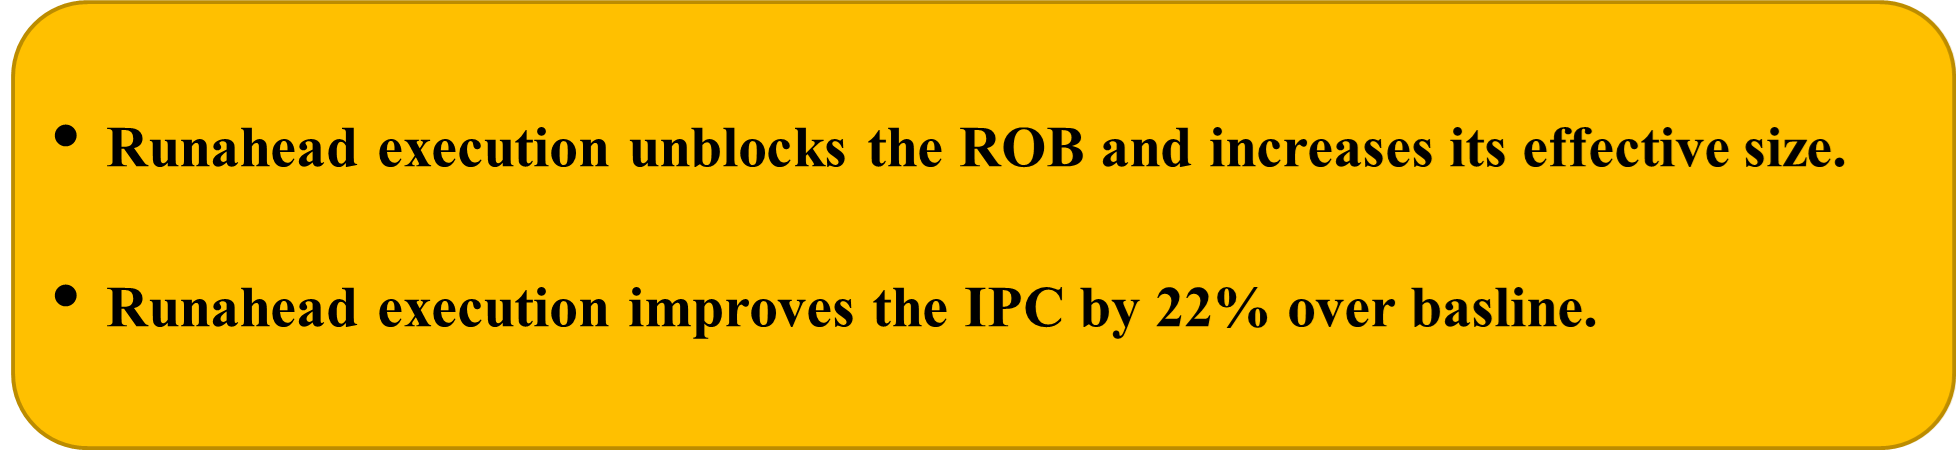 • Runahead execution unblocks the ROB and increases its effective size.
• Runahead execution improves the IPC by 22% over basline.